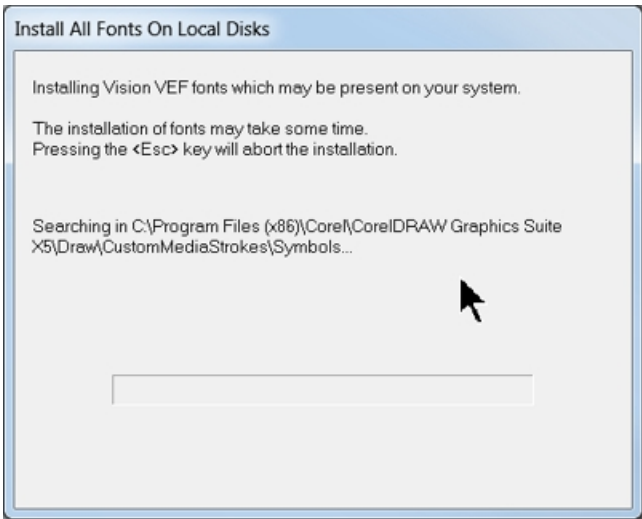 Install All Fonts On Local Disks
Installing Vision VEF fonts which may be present on your system.
The installation of fonts may take some time.
Pressing the <Esc> key will abort the installation.
Searching in C:\Program Files (x86)\Corel\CorelDRAW Graphics Suite
X5\Draw\CustomMediaStrokes\Symbols...